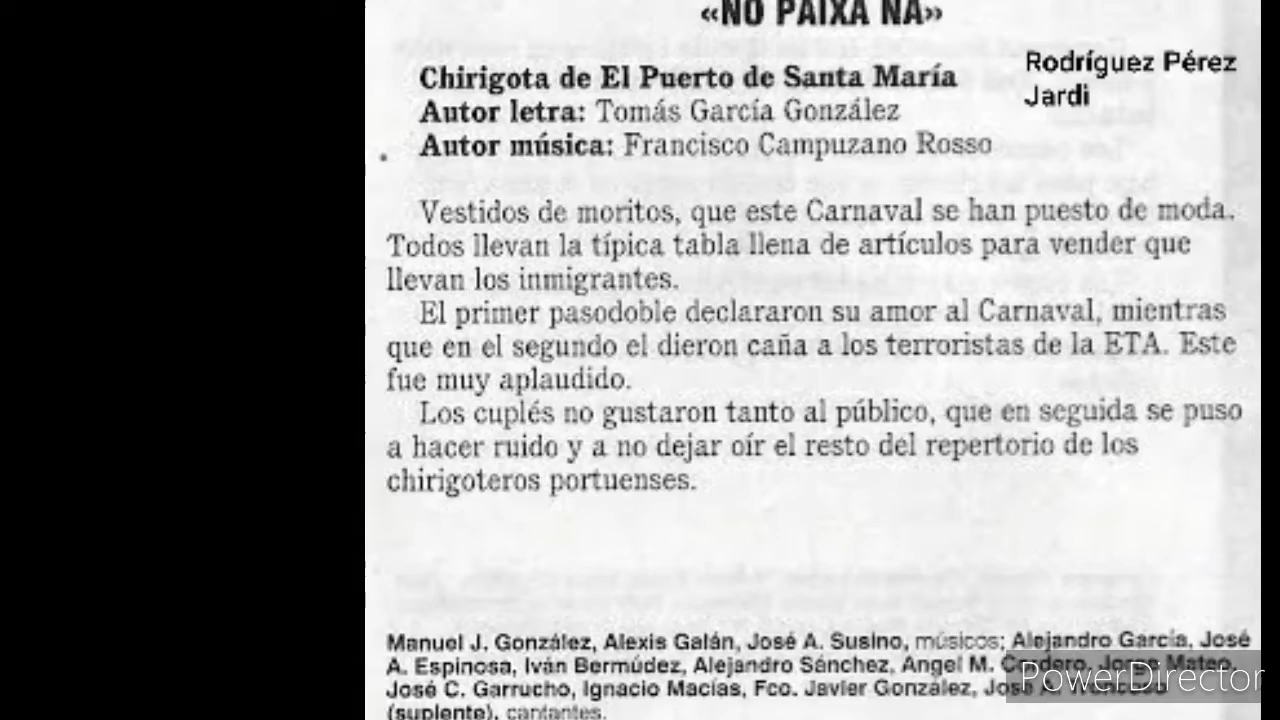 «NO PAIXA NA»
Rodríguez Pérez
Jardi
Chirigota de El Puerto de Santa María
Autor letra: Tomás García González
Autor música: Francisco Campuzano Rosso
Vestidos de moritos, que este Carnaval se han puesto de moda.
Todos llevan la típica tabla llena de artículos para vender que
llevan los inmigrantes.
El primer pasodoble declararon su amor al Carnaval, mientras
que en el segundo el dieron caña a los terroristas de la ETA. Este
fue muy aplaudido.
Los cuplés no gustaron tanto al público, que en seguida se puso
a hacer ruido y a no dejar oír el resto del repertorio de los
chirigoteros portuenses.
Manuel J. González, Alexis Galán, José A. Susino, músicos; Alejandro García, José
A. Espinosa, Iván Bermúdez, Alejandro Sánchez, Angel M. Cordero, Jorge Mateo,
José C. Garrucho, Ignacio Macías, Fco. Javier González, José A.
(suplente), cantantes.
PowerDirector